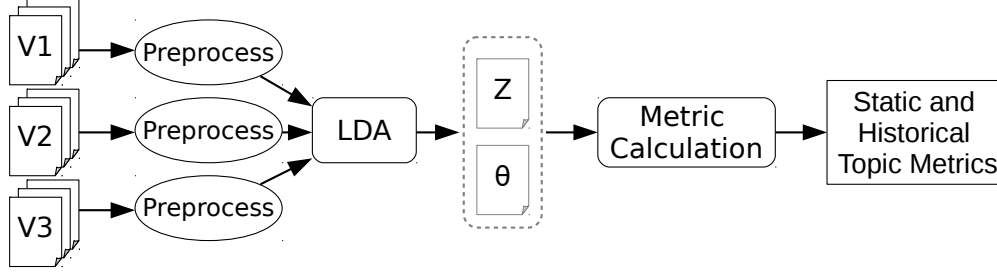 V1
Preprocess
V2
Preprocess
V3
Preprocess
LDA
Z
θ
Metric
Calculation
Static and
Historical
Topic Metrics